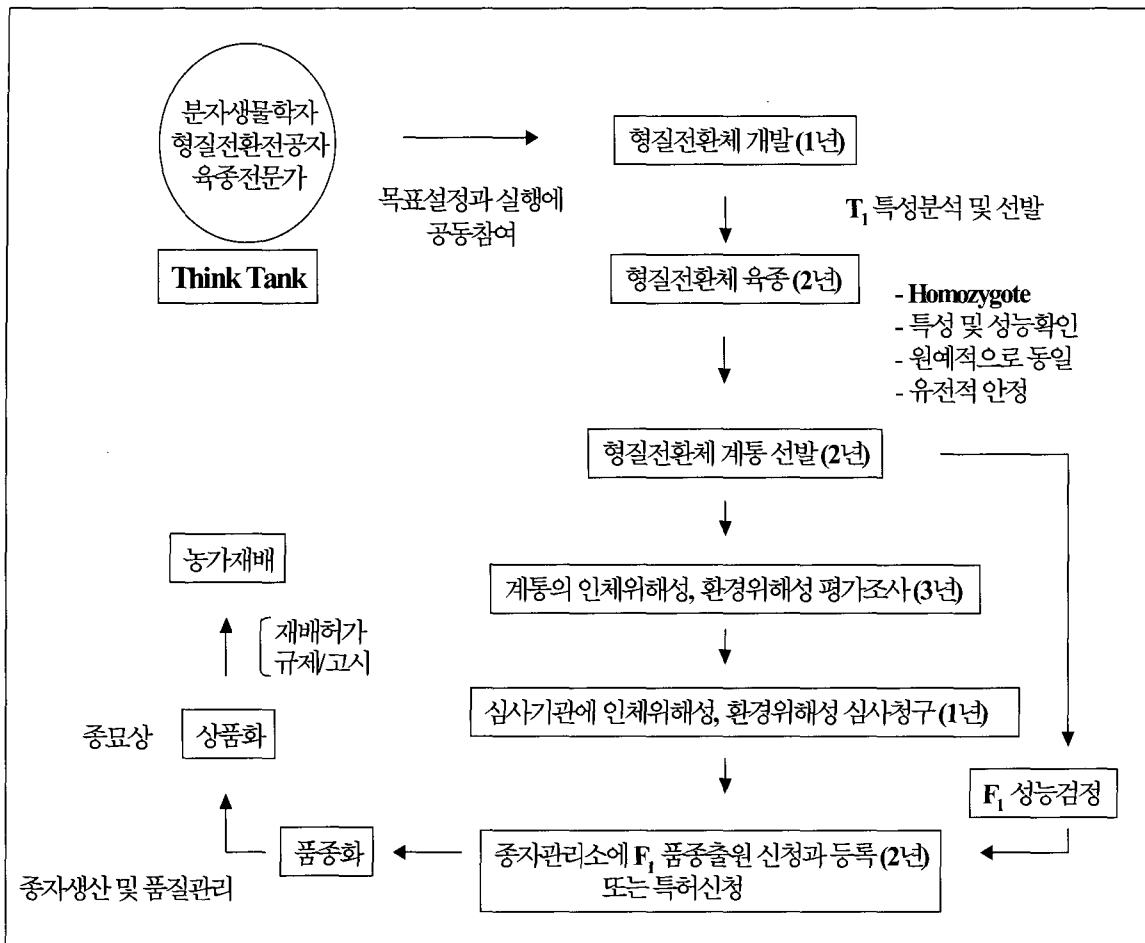 분자생물학자
형질전환전공자
육종전문가
Think Tank
목표설정과 실행에
공동참여
형질전환체 개발 (1년)
T₁ 특성분석 및 선발
형질전환체 육종 (2년)
- Homozygote
- 특성 및 성능확인
- 원예적으로 동일
- 유전적 안정
형질전환체 계통 선발 (2년)
계통의 인체위해성, 환경위해성 평가조사 (3년)
심사기관에 인체위해성, 환경위해성 심사청구 (1년)
F₁ 성능검정
종자관리소에 F₁ 품종출원 신청과 등록 (2년)
또는 특허신청
품종화
종자생산 및 품질관리
종묘상
상품화
재배허가
규제/고시
농가재배